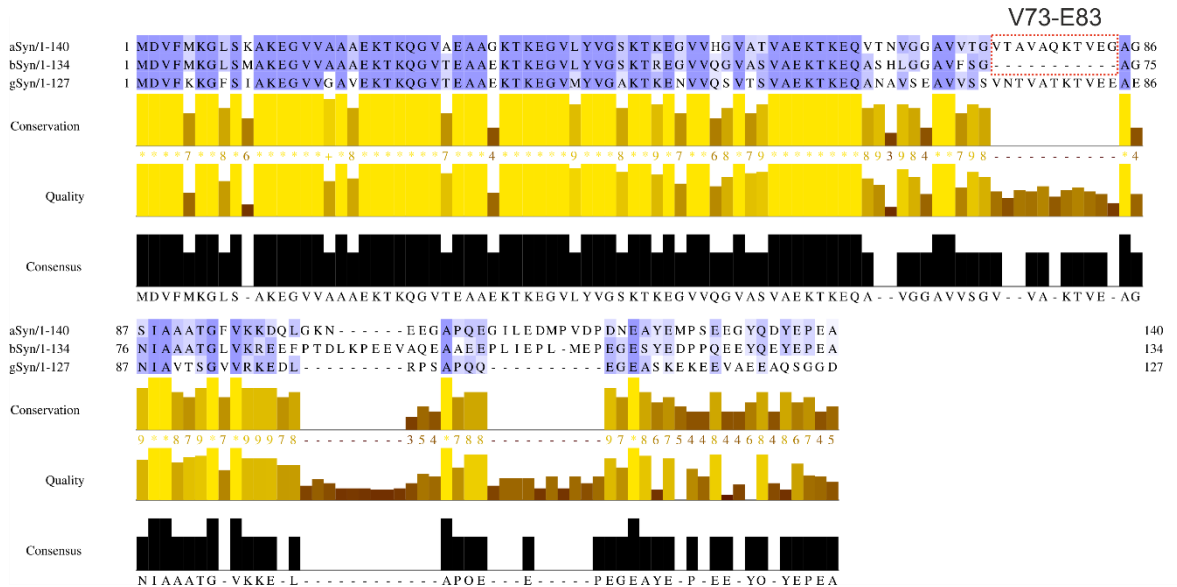 V73-E83
aSyn/1-140 1 MDVFMKGLSKAKEGVVAAAEKTKQGVAEAAGKTKEGVLYVGSKTKEGVVHGVATVAEKTKEQVTNVGGAVVTGVTAVAQKTVEGAG 86
bSyn/1-134 1 MDVFMKGLSMAKEGVVAAAEKTKQGVTEAAEKTKEGVLYVGSKTREGVVQGVASVAEKTKEQASHLGGAVFSG-----------AG 75
gSyn/1-127 1 MDVFKKGFSIAKEGVVGAVEKTKQGVTEAAEKTKEGVMYVGAKTKENVVQSVTSVAEKTKEQANAVSEAVVSSVNTVATKTVEEAE 86
Conservation
****7**8*6******+*8*******7***4******9***8**9*7**68*79********893984**798-----------*4
Quality
Consensus
MDVFMKGLS-AKEGVVAAAEKTKQGVTEAAEKTKEGVLYVGSKTKEGVVQGVASVAEKTKEQA--VGGAVVSGV--VA-KTVE-AG
aSyn/1-140 87 SIAAATGFVKKDQLGKN------EEGAPQEGILEDMPVDPDNEAYEMPSEEGYQDYEPEA 140
bSyn/1-134 76 NIAAATGLVKREEFPTDLKPEEVAQEAAEEPLIEPL-MEPEGESYEDPPQEEYQEYEPEA 134
gSyn/1-127 87 NIAVTSGVVRKEDL---------RPSAPQQ----------EGEASKEKEEVAEEAQSGGD 127
Conservation
9**879*7*99978---------354*788----------97*86754484468486745
Quality
Consensus
NIAAATG-VKKE-L------------APQE---E-----PEGEAYE-P-EE-YQ-YEPEA